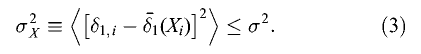 σ_X^2 ≡ ⟨[δ_{1,i} − δ̄_1(X_i)]^2⟩ ≤ σ^2. (3)